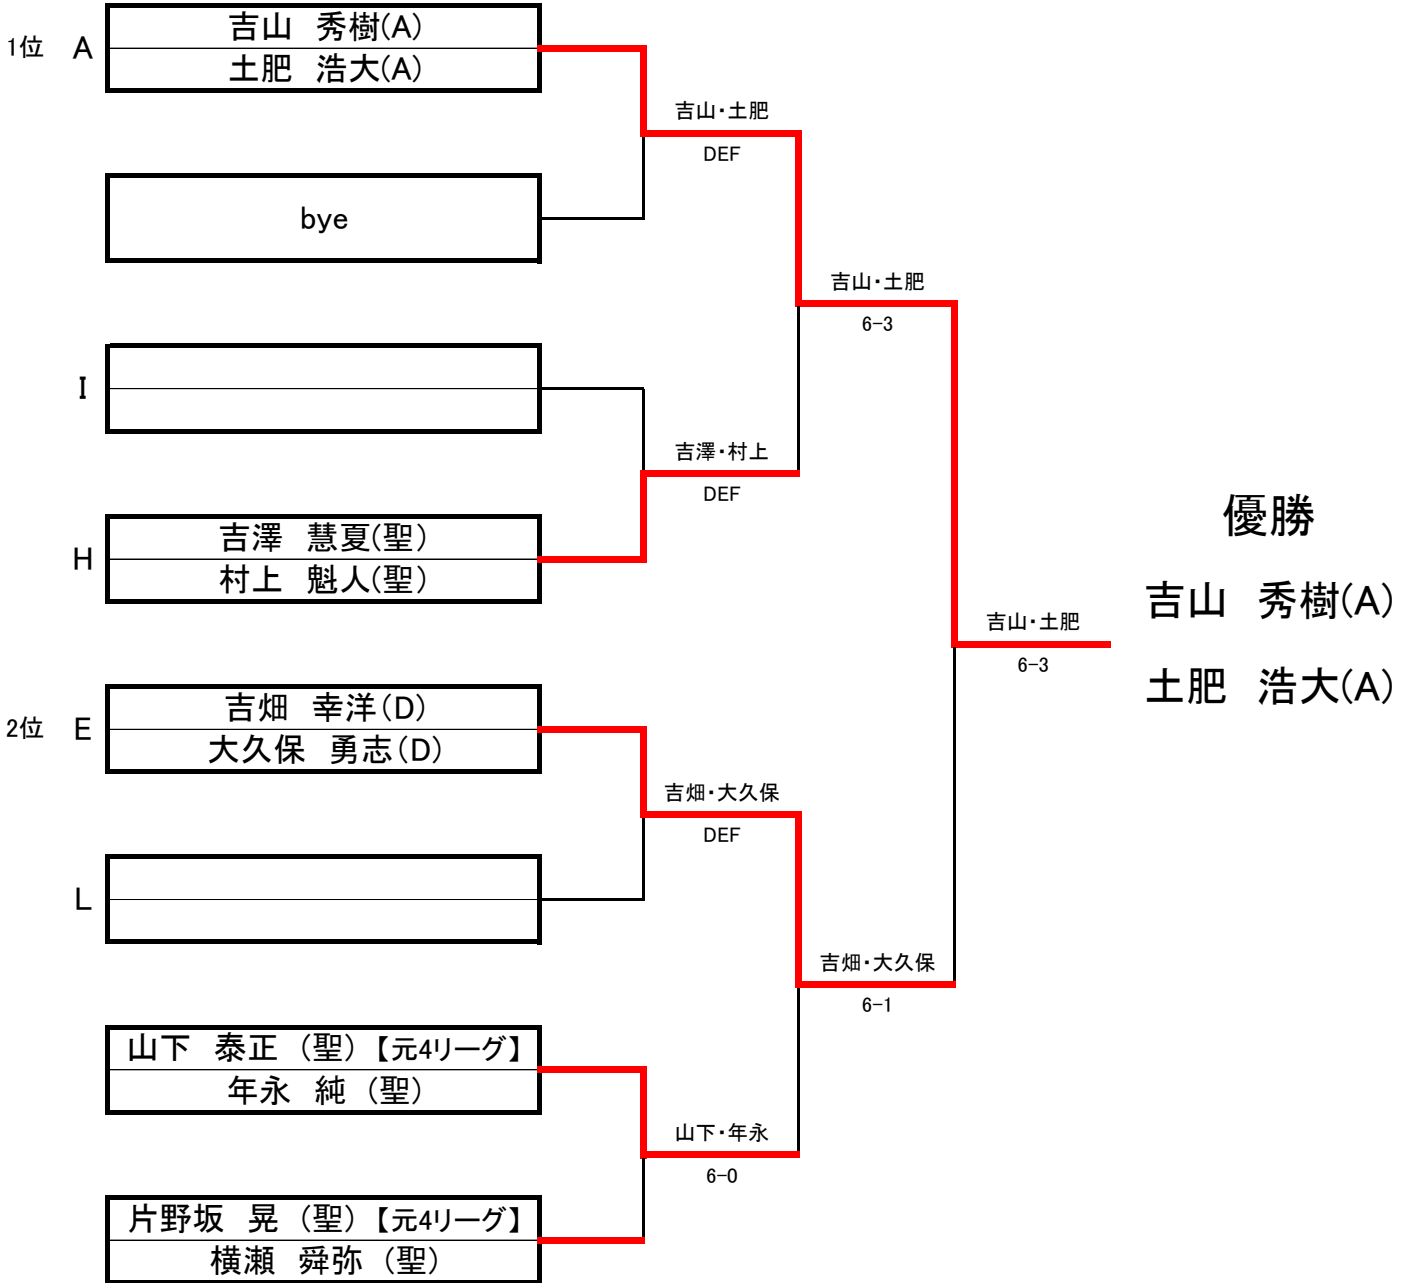 1位 A 吉山　秀樹(A)
土肥　浩大(A)
吉山・土肥
DEF
bye
吉山・土肥
6-3
I
吉澤・村上
DEF
H 吉澤　慧夏(聖)
村上　魁人(聖)
優勝
吉山　秀樹(A)
土肥　浩大(A)
吉山・土肥
6-3
2位 E 吉畑　幸洋(D)
大久保　勇志(D)
吉畑・大久保
DEF
L
吉畑・大久保
6-1
山下　泰正　(聖)【元4リーグ】
年永　純　(聖)
山下・年永
6-0
片野坂　晃　(聖)【元4リーグ】
横瀬　舜弥　(聖)